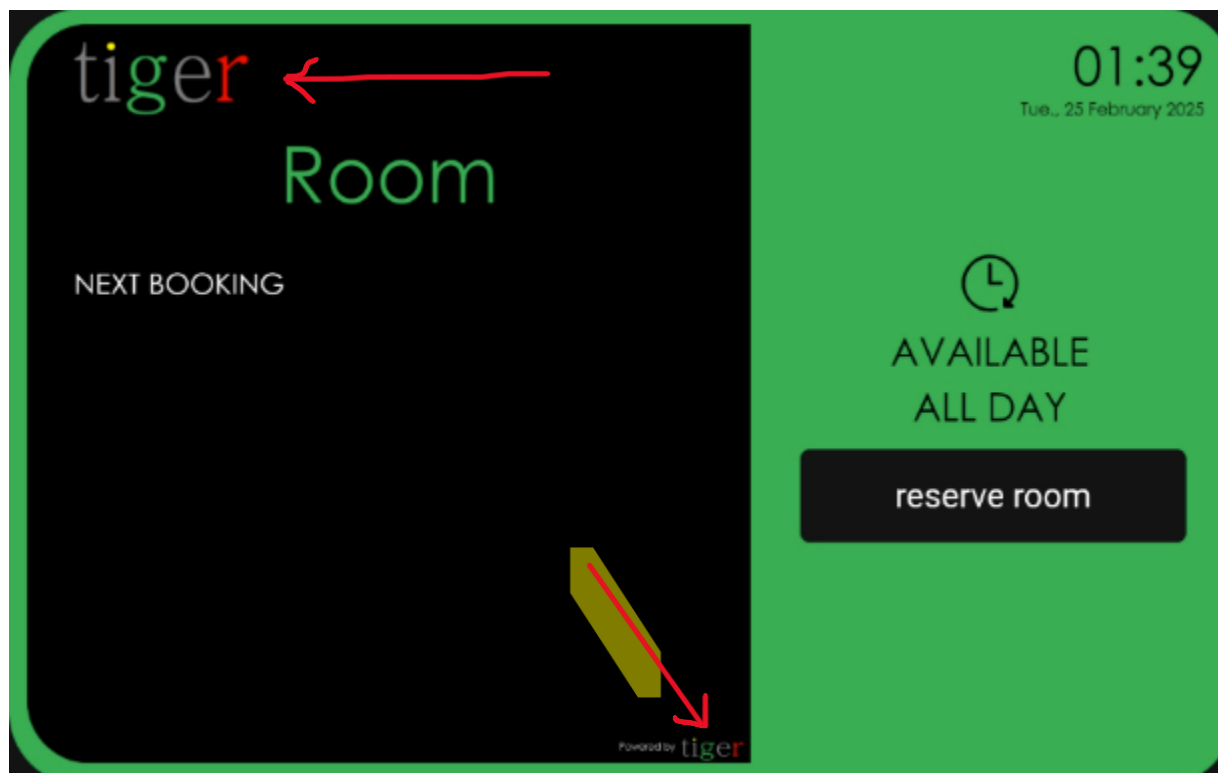 tiger
01:39
Tue., 25 February 2025
Room
NEXT BOOKING
AVAILABLE
ALL DAY
reserve room
Powered by tiger